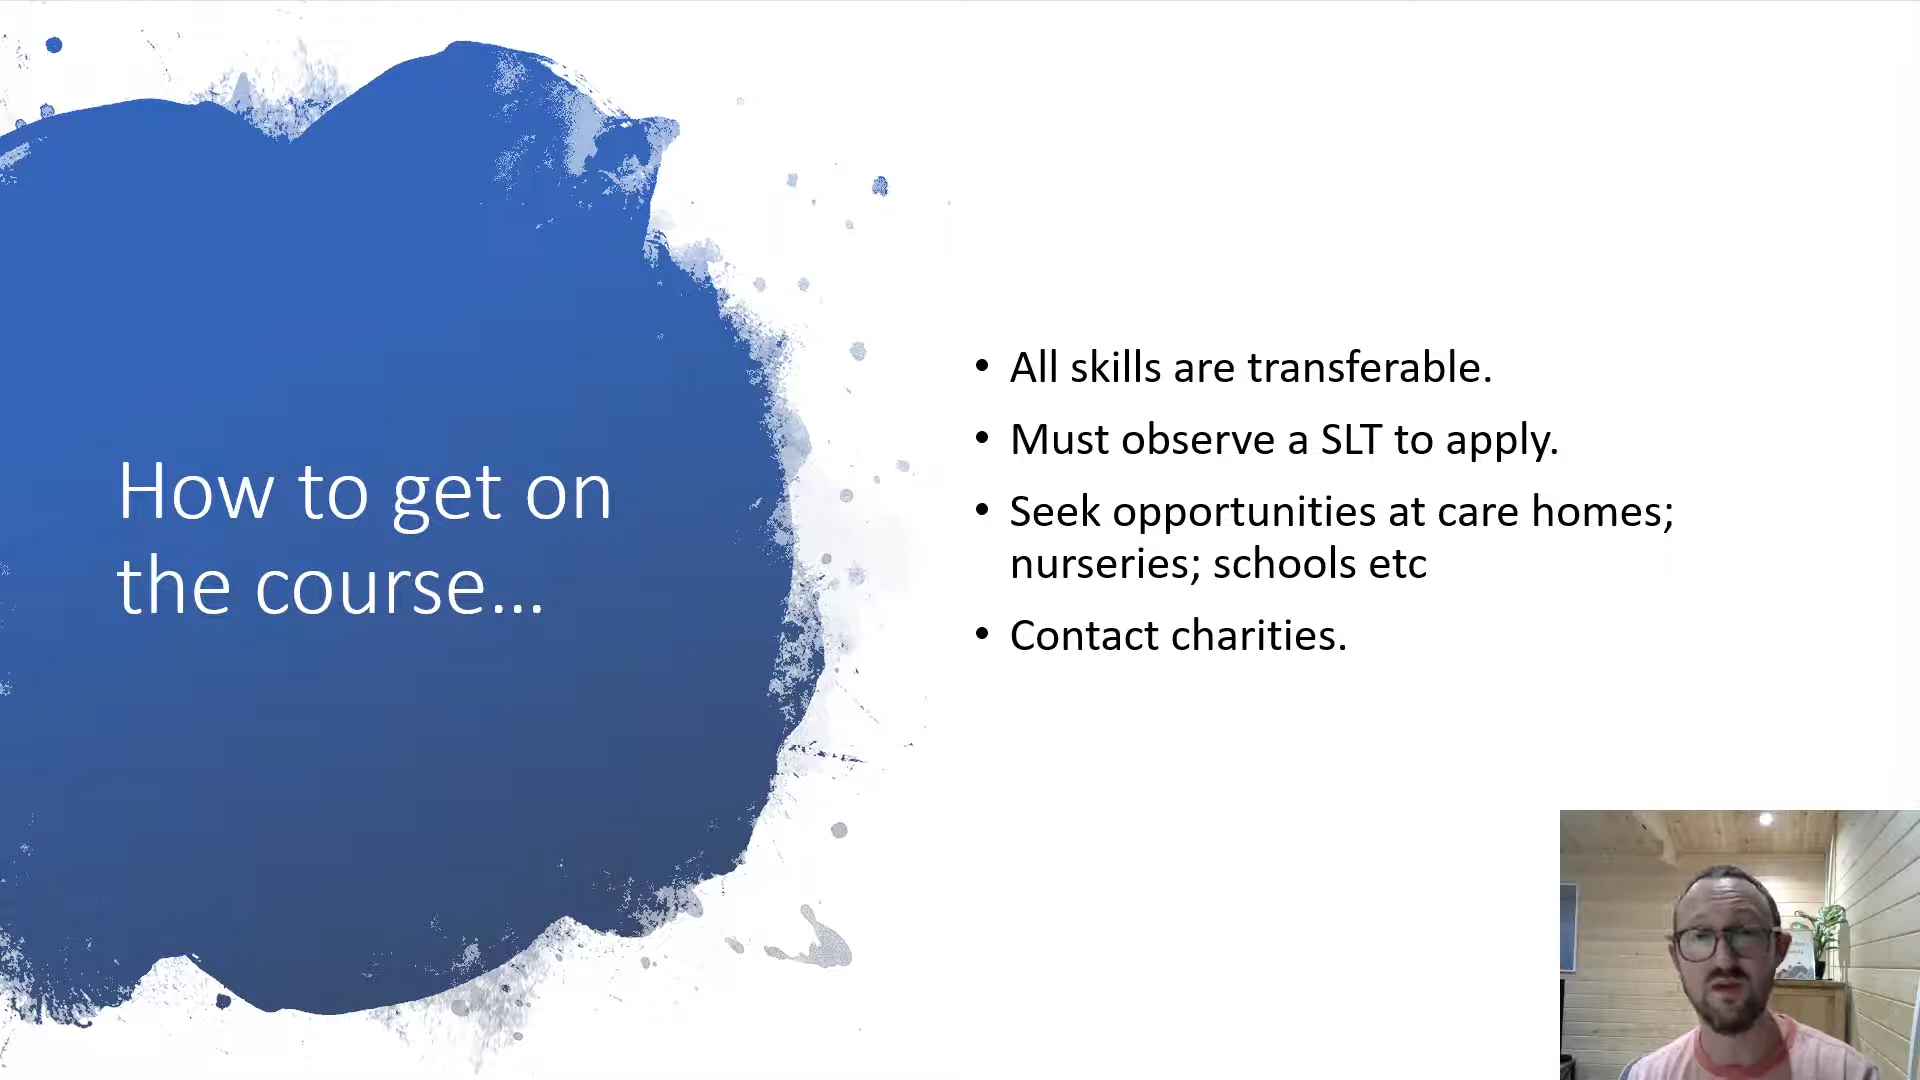 How to get on
the course...
• All skills are transferable.
• Must observe a SLT to apply.
• Seek opportunities at care homes;
nurseries; schools etc
• Contact charities.